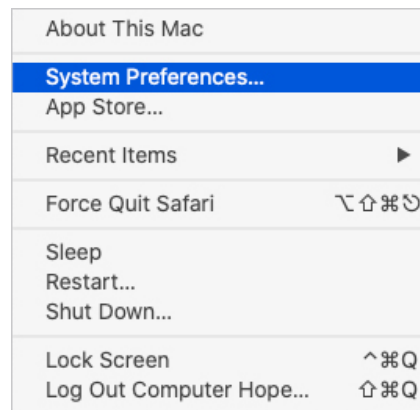 About This Mac
System Preferences...
App Store...
Recent Items ▶
Force Quit Safari ⌥⇧⌘⎋
Sleep
Restart...
Shut Down...
Lock Screen ^⌘Q
Log Out Computer Hope... ⇧⌘Q